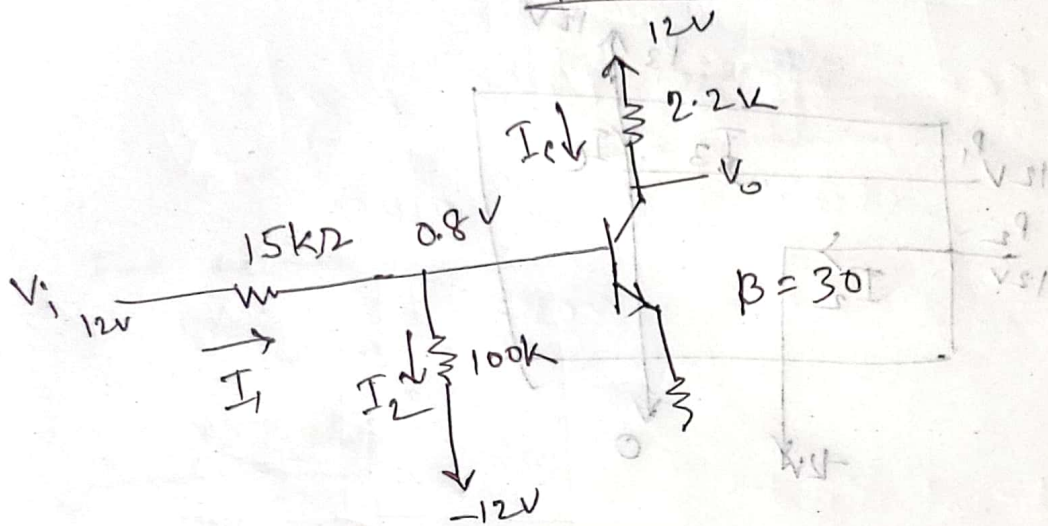 12V
2.2K
Ic↓
Vo
15kΩ
0.8V
Vi
12V
β = 30
I1
I2
100K
-12V